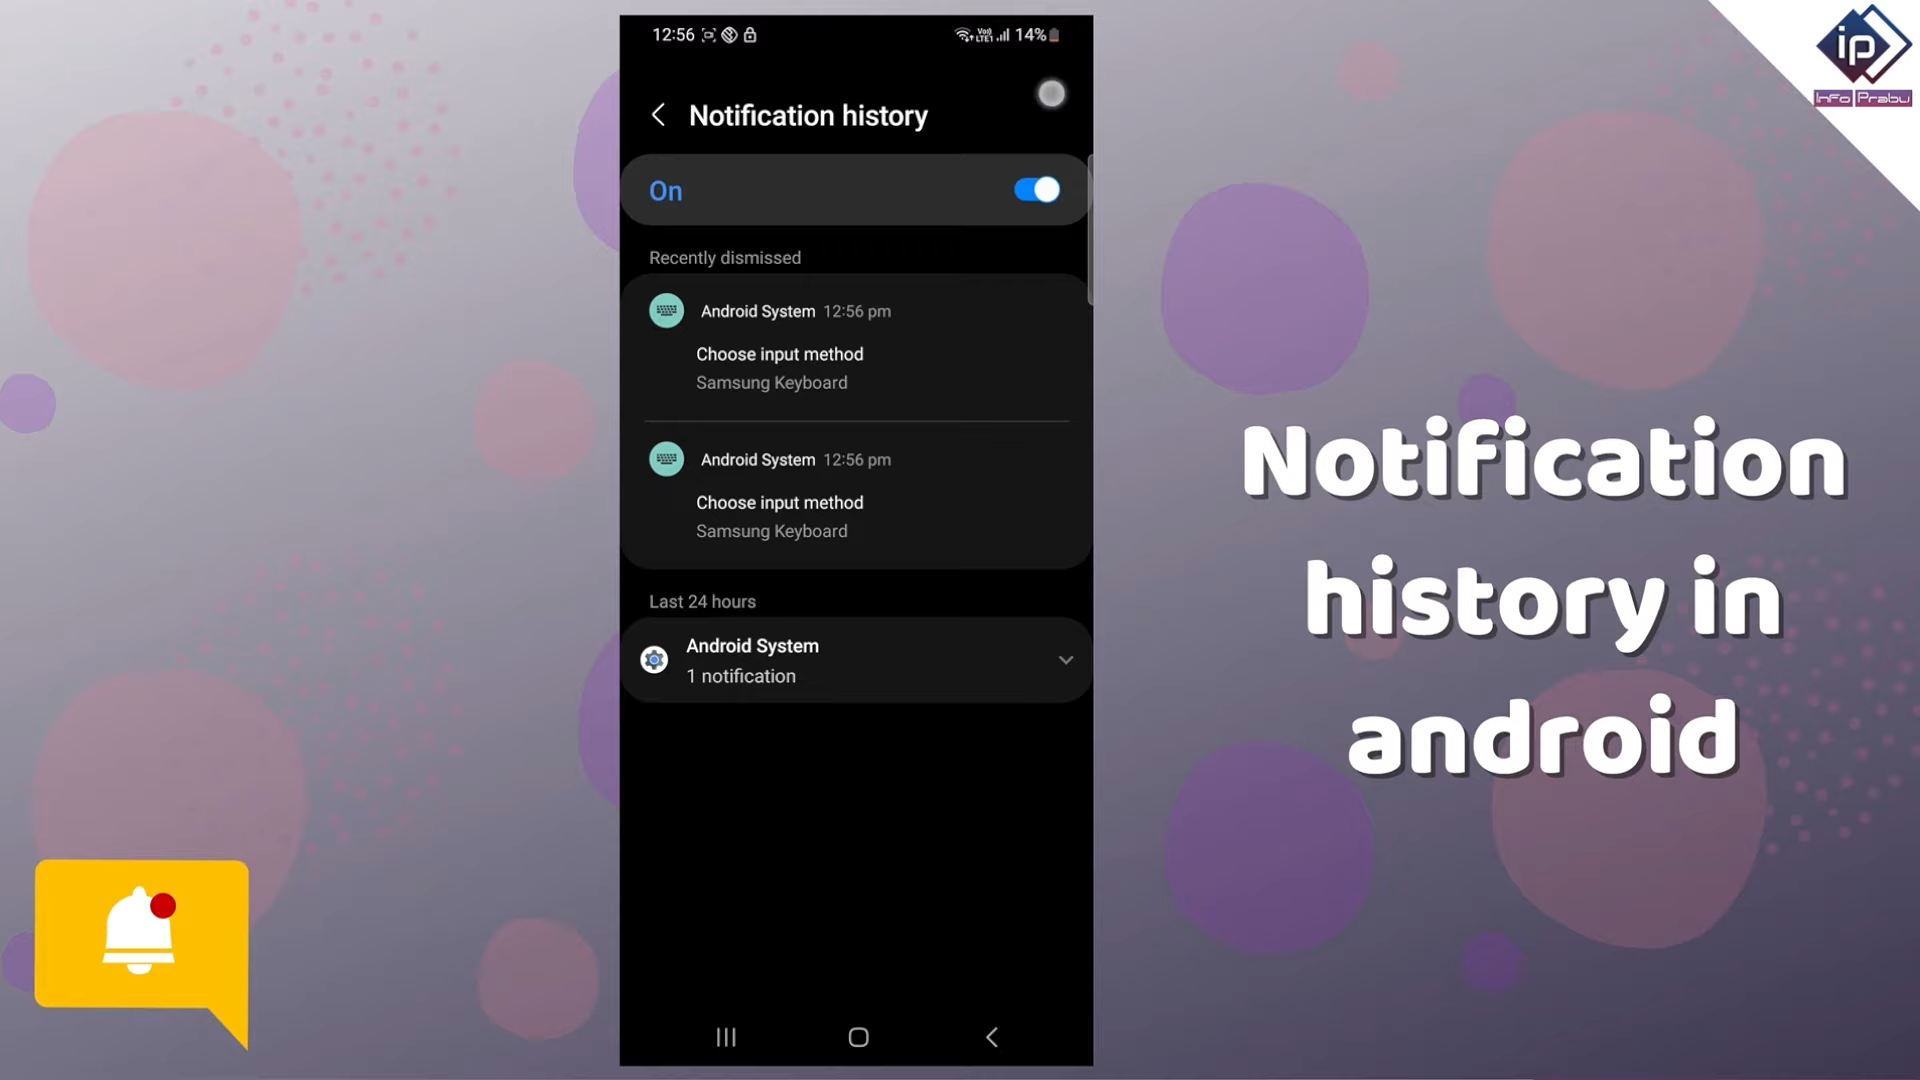 12:56
Vo)) LTE1
14%
Notification history
On
Recently dismissed
Android System 12:56 pm
Choose input method
Samsung Keyboard
Android System 12:56 pm
Choose input method
Samsung Keyboard
Last 24 hours
Android System
1 notification
Notification
history in
android
ip
Info Prabu